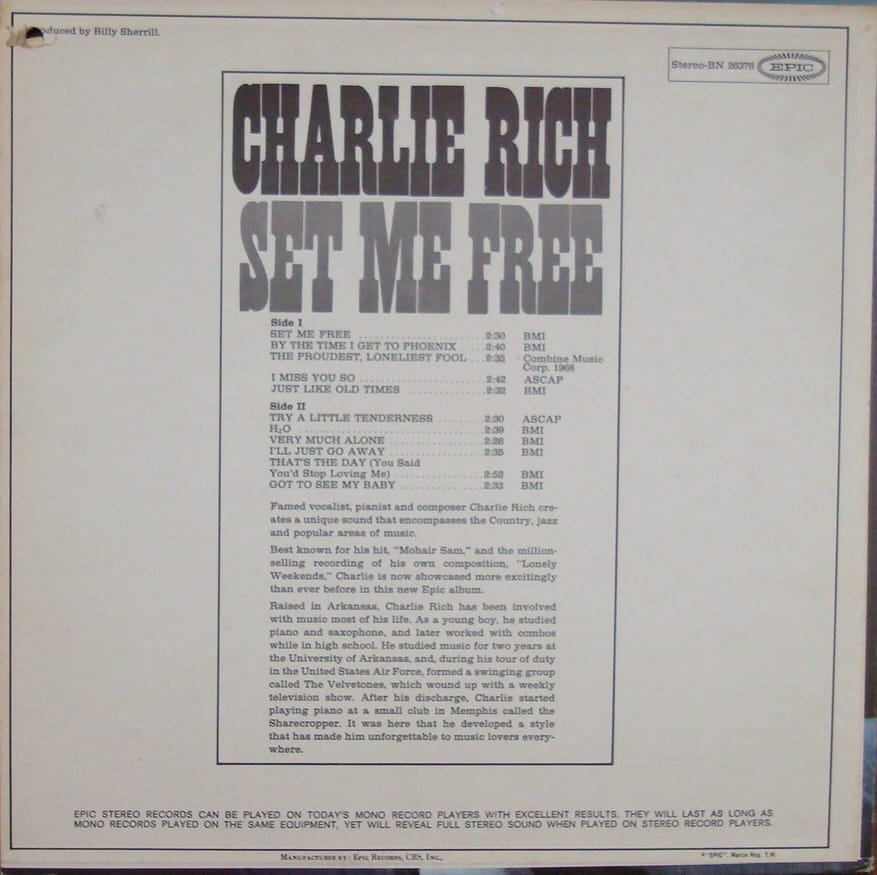 Produced by Billy Sherrill.
Stereo-BN 26376 EPIC
CHARLIE RICH
SET ME FREE
Side I
SET ME FREE ........................ 2:30 BMI
BY THE TIME I GET TO PHOENIX ..... 2:40 BMI
THE PROUDEST, LONELIEST FOOL ... 2:35 Combine Music
Corp. 1968
I MISS YOU SO ........................ 2:42 ASCAP
JUST LIKE OLD TIMES ................ 2:32 BMI
Side II
TRY A LITTLE TENDERNESS .......... 2:30 ASCAP
H₂O .................................... 2:39 BMI
VERY MUCH ALONE .................. 2:26 BMI
I'LL JUST GO AWAY ................... 2:35 BMI
THAT'S THE DAY (You Said
You'd Stop Loving Me) ................. 2:52 BMI
GOT TO SEE MY BABY ................ 2:33 BMI
Famed vocalist, pianist and composer Charlie Rich cre-
ates a unique sound that encompasses the Country, jazz
and popular areas of music.
Best known for his hit, "Mohair Sam," and the million-
selling recording of his own composition, "Lonely
Weekends," Charlie is now showcased more excitingly
than ever before in this new Epic album.
Raised in Arkansas, Charlie Rich has been involved
with music most of his life. As a young boy, he studied
piano and saxophone, and later worked with combos
while in high school. He studied music for two years at
the University of Arkansas, and, during his tour of duty
in the United States Air Force, formed a swinging group
called The Velvetones, which wound up with a weekly
television show. After his discharge, Charlie started
playing piano at a small club in Memphis called the
Sharecropper. It was here that he developed a style
that has made him unforgettable to music lovers every-
where.
EPIC STEREO RECORDS CAN BE PLAYED ON TODAY'S MONO RECORD PLAYERS WITH EXCELLENT RESULTS. THEY WILL LAST AS LONG AS
MONO RECORDS PLAYED ON THE SAME EQUIPMENT, YET WILL REVEAL FULL STEREO SOUND WHEN PLAYED ON STEREO RECORD PLAYERS.
MANUFACTURED BY: EPIC RECORDS, CBS, INC.,
® "EPIC", Marca Reg. T.M.